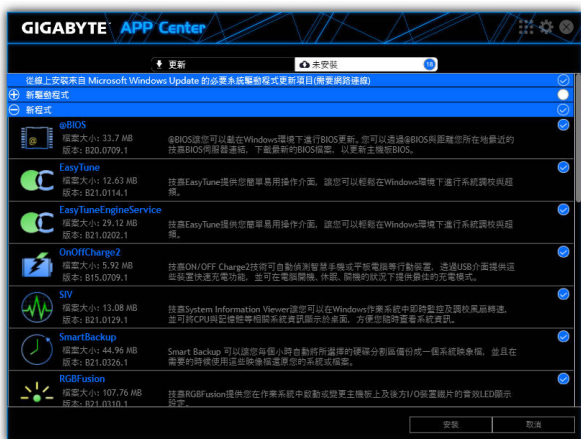 GIGABYTE APP Center
更新
未安裝 18
從線上安裝來自 Microsoft Windows Update 的必要系統驅動程式更新項目(需要網路連線)
新驅動程式
新程式
@BIOS
檔案大小: 33.7 MB
版本: B20.0709.1
@BIOS讓您可以載在Windows環境下進行BIOS更新。您可以透過@BIOS與距離您所在地最近的
技嘉BIOS伺服器連結，下載最新的BIOS檔案，以更新主機板BIOS。
EasyTune
檔案大小: 12.63 MB
版本: B21.0114.1
技嘉EasyTune提供您簡單易用操作介面，讓您可以輕鬆在Windows環境下進行系統調校與超
頻。
EasyTuneEngineService
檔案大小: 29.12 MB
版本: B21.0202.1
技嘉EasyTune提供您簡單易用操作介面，讓您可以輕鬆在Windows環境下進行系統調校與超
頻。
OnOffCharge2
檔案大小: 5.92 MB
版本: B15.0709.1
技嘉ON/OFF Charge2技術可自動偵測智慧手機或平板電腦等行動裝置，透過USB介面提供這
些裝置快速充電功能，並可在電腦開機、休眠、關機的狀況下提供最佳的充電模式。
SIV
檔案大小: 13.08 MB
版本: B21.0129.1
技嘉System Information Viewer讓您可以在Windows作業系統中即時監控及調校風扇轉速，
並可將CPU與記憶體等相關系統資訊顯示於桌面，方便您隨時查看系統資訊。
SmartBackup
檔案大小: 44.96 MB
版本: B21.0326.1
Smart Backup 可以讓您每個小時自動將所選擇的硬碟分割區備份成一個系統映象檔，並且在
需要的時候使用這些映像檔還原您的系統或檔案。
RGBFusion
檔案大小: 107.76 MB
版本: B21.0310.1
技嘉RGBFusion提供您在作業系統中啟動或變更主機板上及後方I/O裝置鐵片的音效LED顯示
設定。
安裝
取消